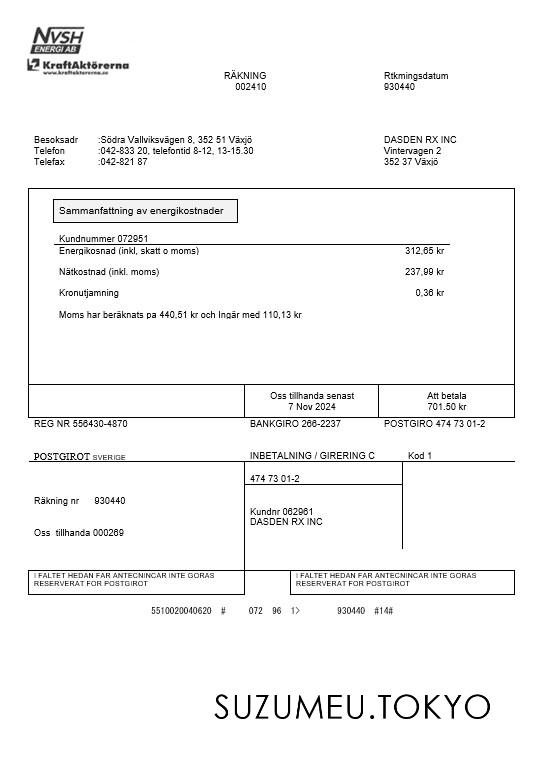 NVSH
ENERGI AB
KraftAktörerna
www.kraftaktorerna.se
RÄKNING
002410
Rtkmingsdatum
930440
Besoksadr :Södra Vallviksvägen 8, 352 51 Växjö
Telefon :042-833 20, telefontid 8-12, 13-15.30
Telefax :042-821 87
DASDEN RX INC
Vintervagen 2
352 37 Växjö
Sammanfattning av energikostnader
Kundnummer 072951
Energikosnad (inkl, skatt o moms) 312,65 kr
Nätkostnad (inkl. moms) 237,99 kr
Kronutjamning 0,36 kr
Moms har beräknats pa 440,51 kr och Ingår med 110,13 kr
Oss tillhanda senast
7 Nov 2024
Att betala
701.50 kr
REG NR 556430-4870 BANKGIRO 266-2237 POSTGIRO 474 73 01-2
POSTGIROT SVERIGE INBETALNING / GIRERING C Kod 1
474 73 01-2
Räkning nr 930440
Kundnr 062961
DASDEN RX INC
Oss tillhanda 000269
I FALTET HEDAN FAR ANTECNINCAR INTE GORAS
RESERVERAT FOR POSTGIROT
I FALTET HEDAN FAR ANTECNINCAR INTE GORAS
RESERVERAT FOR POSTGIROT
5510020040620 # 072 96 1> 930440 #14#
SUZUMEU.TOKYO